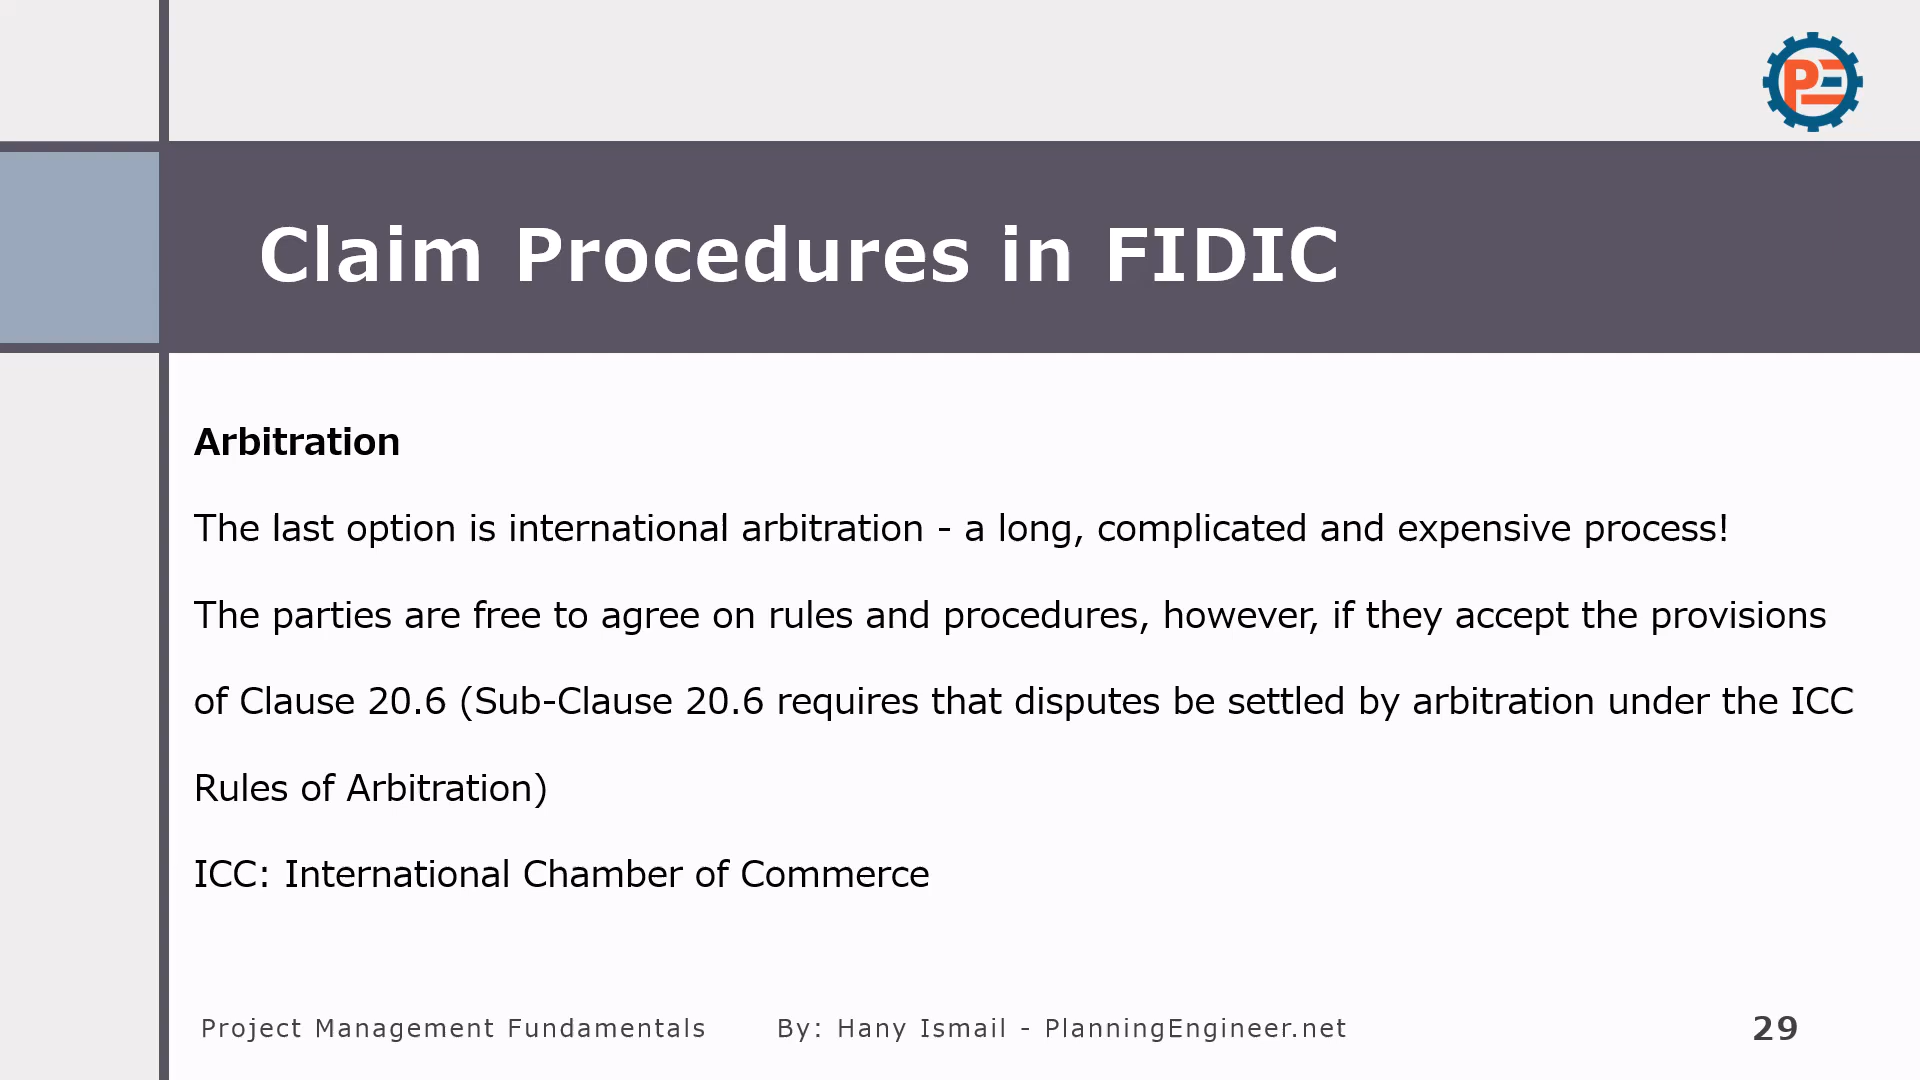 PE
Claim Procedures in FIDIC
Arbitration
The last option is international arbitration - a long, complicated and expensive process!
The parties are free to agree on rules and procedures, however, if they accept the provisions
of Clause 20.6 (Sub-Clause 20.6 requires that disputes be settled by arbitration under the ICC
Rules of Arbitration)
ICC: International Chamber of Commerce
Project Management Fundamentals By: Hany Ismail - PlanningEngineer.net 29